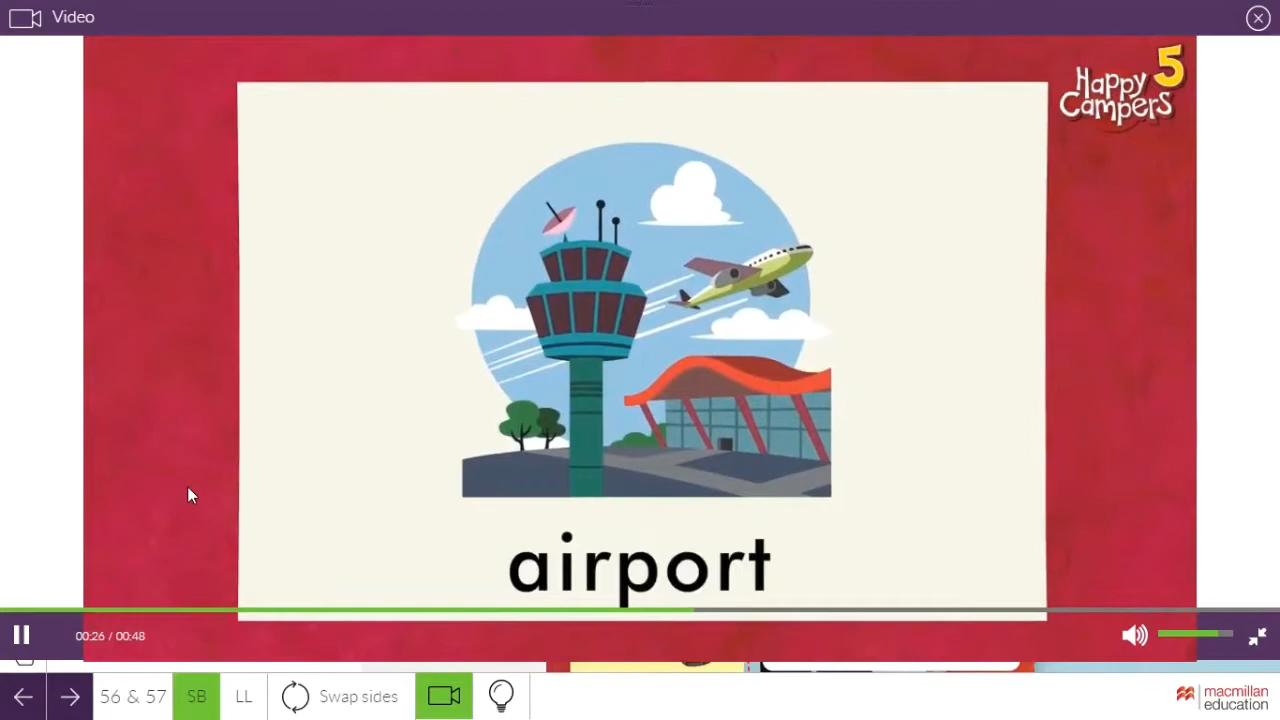 Video
Happy 5
Campers
airport
00:26 / 00:48
56 & 57
SB
LL
Swap sides
macmillan
education